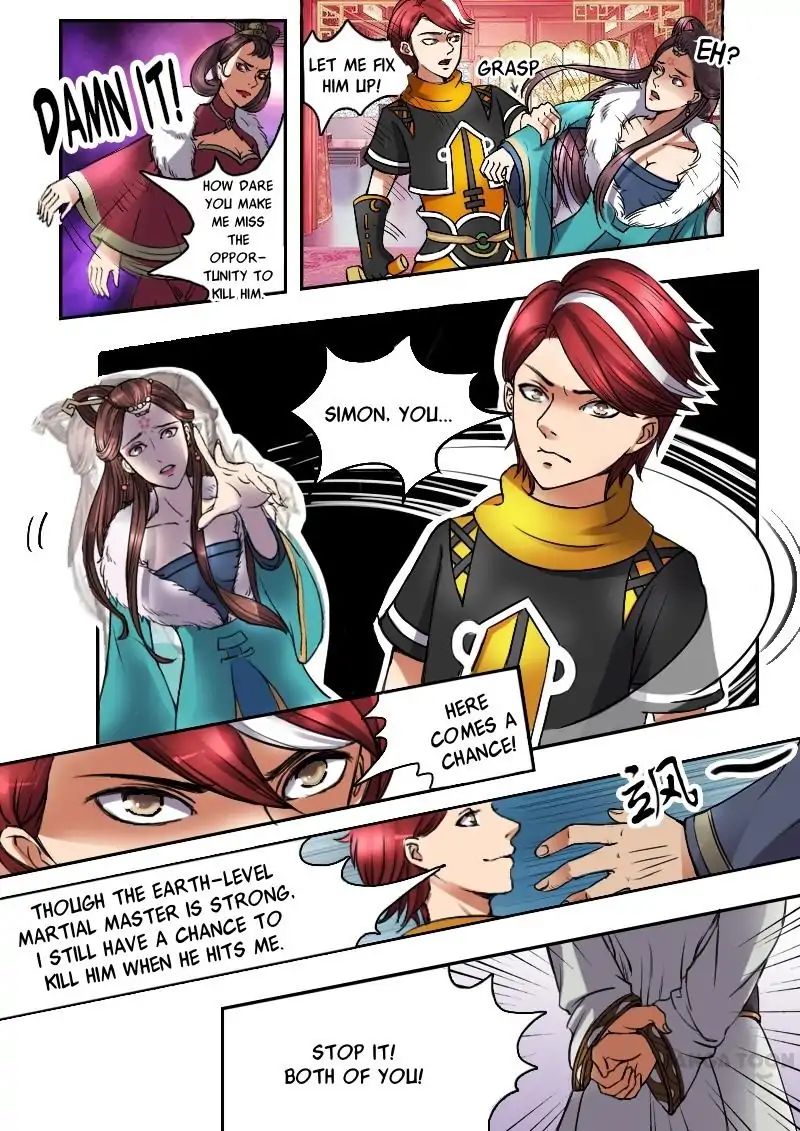 DAMN IT!
HOW DARE
YOU MAKE
ME MISS
THE
OPPOR-
TUNITY TO
KILL HIM.
LET ME FIX
HIM UP!
GRASP
EH?
SIMON, YOU...
HERE
COMES A
CHANCE!
THOUGH THE EARTH-LEVEL
MARTIAL MASTER IS STRONG,
I STILL HAVE A CHANCE TO
KILL HIM WHEN HE HITS ME.
STOP IT!
BOTH OF YOU!
MANGA TOON